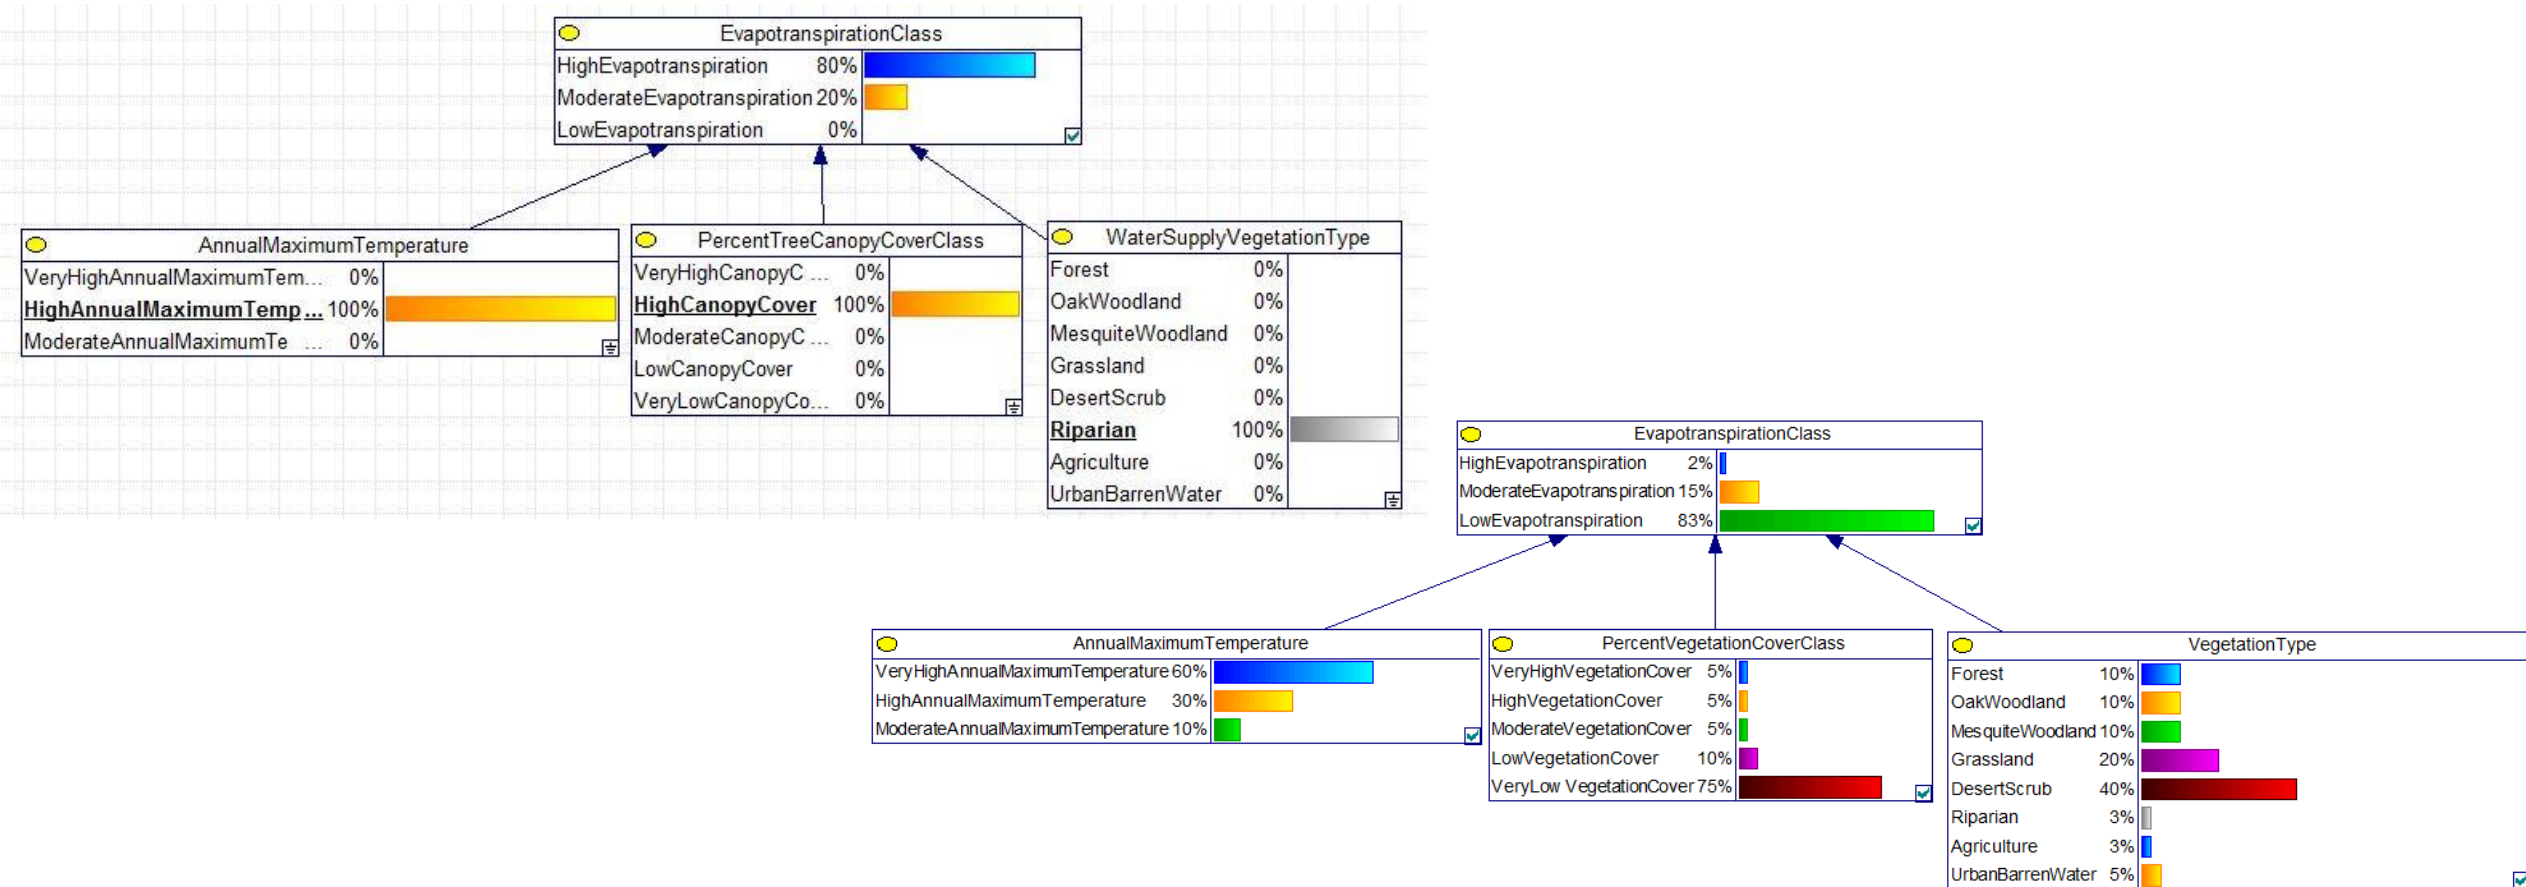 EvapotranspirationClass
HighEvapotranspiration 80%
ModerateEvapotranspiration 20%
LowEvapotranspiration 0%
AnnualMaximumTemperature
VeryHighAnnualMaximumTem... 0%
HighAnnualMaximumTemp... 100%
ModerateAnnualMaximumTe ... 0%
PercentTreeCanopyCoverClass
VeryHighCanopyC ... 0%
HighCanopyCover 100%
ModerateCanopyC ... 0%
LowCanopyCover 0%
VeryLowCanopyCo... 0%
WaterSupplyVegetationType
Forest 0%
OakWoodland 0%
MesquiteWoodland 0%
Grassland 0%
DesertScrub 0%
Riparian 100%
Agriculture 0%
UrbanBarrenWater 0%
EvapotranspirationClass
HighEvapotranspiration 2%
ModerateEvapotranspiration 15%
LowEvapotranspiration 83%
AnnualMaximumTemperature
VeryHighAnnualMaximumTemperature 60%
HighAnnualMaximumTemperature 30%
ModerateAnnualMaximumTemperature 10%
PercentVegetationCoverClass
VeryHighVegetationCover 5%
HighVegetationCover 5%
ModerateVegetationCover 5%
LowVegetationCover 10%
VeryLow VegetationCover 75%
VegetationType
Forest 10%
OakWoodland 10%
MesquiteWoodland 10%
Grassland 20%
DesertScrub 40%
Riparian 3%
Agriculture 3%
UrbanBarrenWater 5%